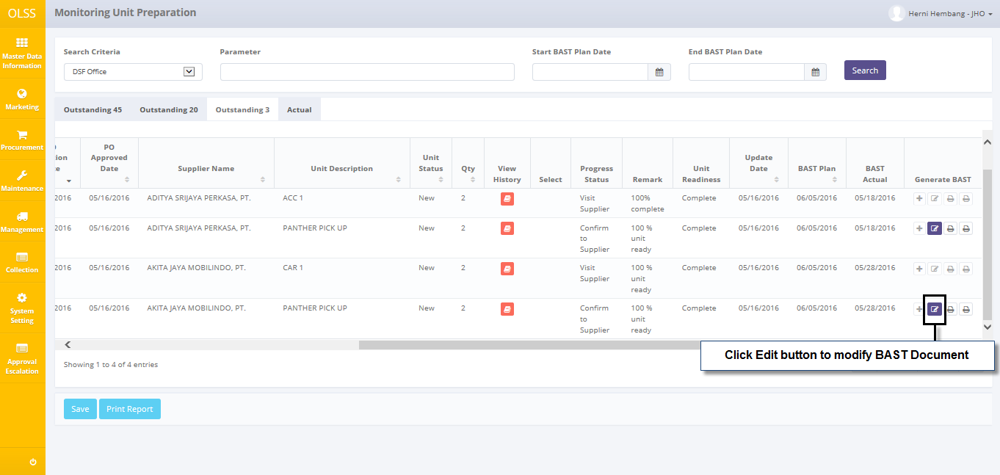 OLSS
Monitoring Unit Preparation
Herni Hembang - JHO
Master Data
Information
Marketing
Procurement
Maintenance
Management
Collection
System
Setting
Approval
Escalation
Search Criteria
Parameter
Start BAST Plan Date
End BAST Plan Date
DSF Office
Search
Outstanding 45
Outstanding 20
Outstanding 3
Actual
PO
Approved
Date
Supplier Name
Unit Description
Unit
Status
Qty
View
History
Select
Progress
Status
Remark
Unit
Readiness
Update
Date
BAST Plan
BAST
Actual
Generate BAST
2016 05/16/2016 ADITYA SRIJAYA PERKASA, PT. ACC 1 New 2 Visit 100% Complete 05/16/2016 06/05/2016 05/18/2016
Supplier complete
2016 05/16/2016 ADITYA SRIJAYA PERKASA, PT. PANTHER PICK UP New 2 Confirm 100 % Complete 05/16/2016 06/05/2016 05/18/2016
to unit
Supplier ready
2016 05/16/2016 AKITA JAYA MOBILINDO, PT. CAR 1 New 2 Visit 100 % Complete 05/16/2016 06/05/2016 05/28/2016
Supplier unit
ready
2016 05/16/2016 AKITA JAYA MOBILINDO, PT. PANTHER PICK UP New 2 Confirm 100 % Complete 05/16/2016 06/05/2016 05/28/2016
to unit
Supplier ready
Click Edit button to modify BAST Document
Showing 1 to 4 of 4 entries
Save
Print Report